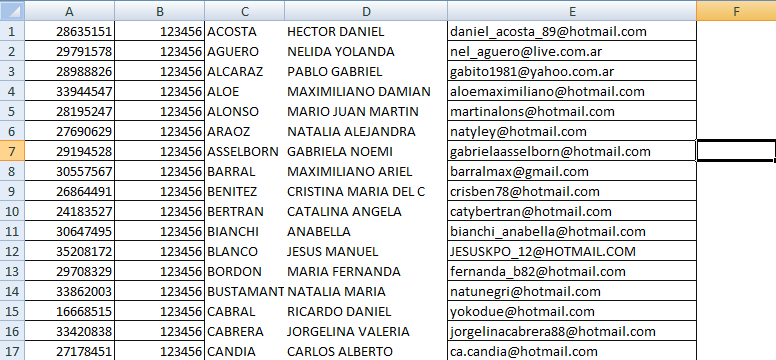 A B C D E F
1 28635151 123456 ACOSTA HECTOR DANIEL daniel_acosta_89@hotmail.com
2 29791578 123456 AGUERO NELIDA YOLANDA nel_aguero@live.com.ar
3 28988826 123456 ALCARAZ PABLO GABRIEL gabito1981@yahoo.com.ar
4 33944547 123456 ALOE MAXIMILIANO DAMIAN aloemaximiliano@hotmail.com
5 28195247 123456 ALONSO MARIO JUAN MARTIN martinalons@hotmail.com
6 27690629 123456 ARAOZ NATALIA ALEJANDRA natyley@hotmail.com
7 29194528 123456 ASSELBORN GABRIELA NOEMI gabrielaasselborn@hotmail.com
8 30557567 123456 BARRAL MAXIMILIANO ARIEL barralmax@gmail.com
9 26864491 123456 BENITEZ CRISTINA MARIA DEL C crisben78@hotmail.com
10 24183527 123456 BERTRAN CATALINA ANGELA catybertran@hotmail.com
11 30647495 123456 BIANCHI ANABELLA bianchi_anabella@hotmail.com
12 35208172 123456 BLANCO JESUS MANUEL JESUSKPO_12@HOTMAIL.COM
13 29708329 123456 BORDON MARIA FERNANDA fernanda_b82@hotmail.com
14 33862003 123456 BUSTAMANT NATALIA MARIA natunegri@hotmail.com
15 16668515 123456 CABRAL RICARDO DANIEL yokodue@hotmail.com
16 33420838 123456 CABRERA JORGELINA VALERIA jorgelinacabrera88@hotmail.com
17 27178451 123456 CANDIA CARLOS ALBERTO ca.candia@hotmail.com